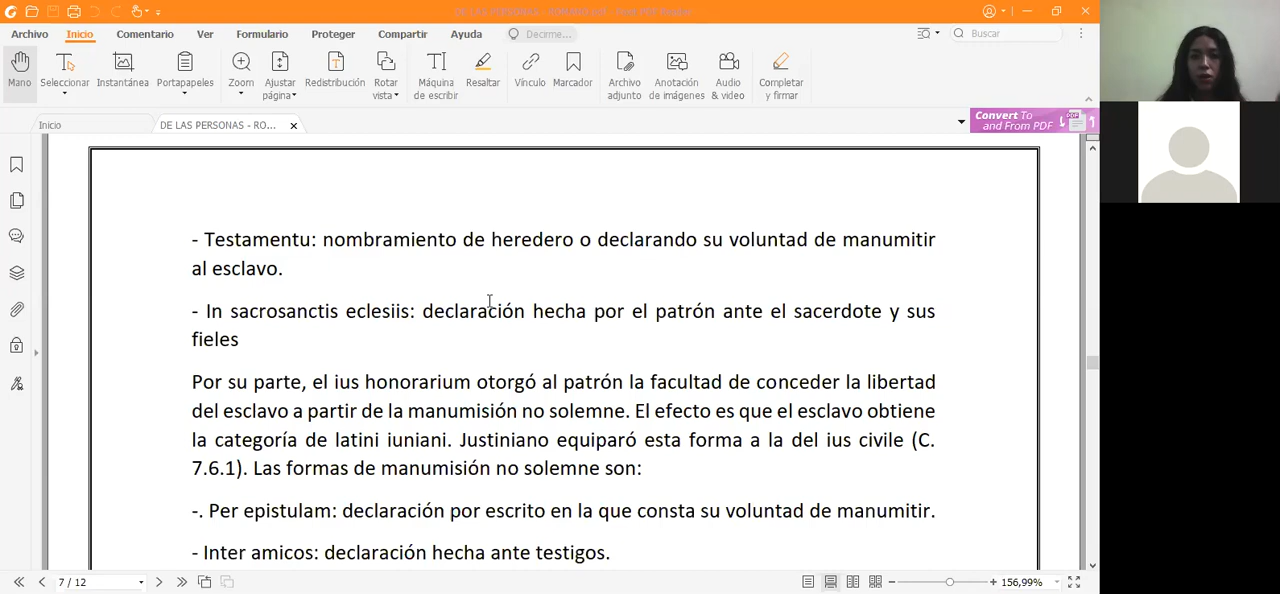 DE LAS PERSONAS - ROMANO
Archivo Inicio Comentario Ver Formulario Proteger Compartir Ayuda Decirme... Buscar
Mano Seleccionar Instantánea Portapapeles Zoom Ajustar página Redistribución Rotar vista Máquina de escribir Resaltar Vínculo Marcador Archivo adjunto Anotación de imágenes Audio & video Completar y firmar
Inicio DE LAS PERSONAS - RO... Convert To and From PDF
- Testamentu: nombramiento de heredero o declarando su voluntad de manumitir
al esclavo.
- In sacrosanctis eclesiis: declaración hecha por el patrón ante el sacerdote y sus
fieles
Por su parte, el ius honorarium otorgó al patrón la facultad de conceder la libertad
del esclavo a partir de la manumisión no solemne. El efecto es que el esclavo obtiene
la categoría de latini iuniani. Justiniano equiparó esta forma a la del ius civile (C.
7.6.1). Las formas de manumisión no solemne son:
-. Per epistulam: declaración por escrito en la que consta su voluntad de manumitir.
- Inter amicos: declaración hecha ante testigos.
7 / 12 156,99%